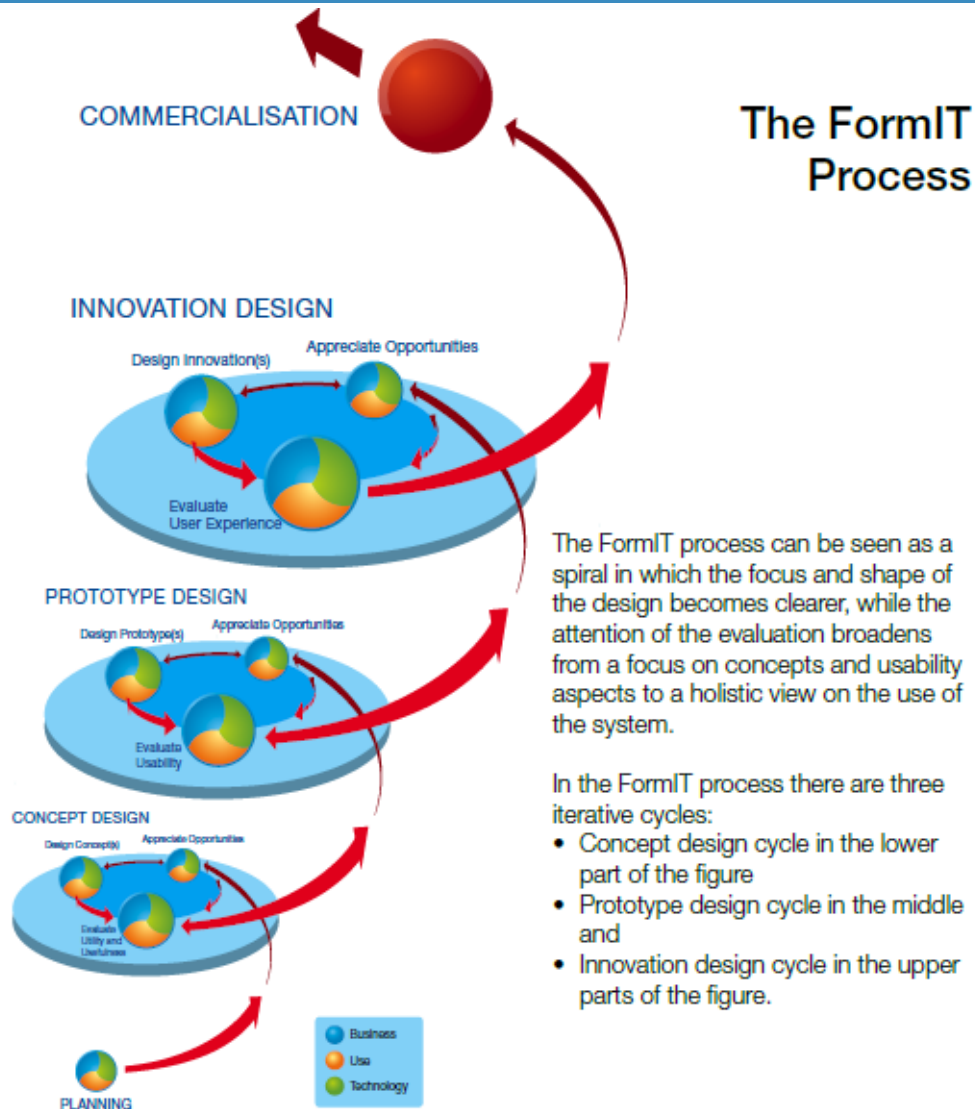 COMMERCIALISATION
The FormIT
Process
INNOVATION DESIGN
Appreciate Opportunities
Design Innovation(s)
Evaluate
User Experience
The FormIT process can be seen as a
spiral in which the focus and shape of
the design becomes clearer, while the
attention of the evaluation broadens
from a focus on concepts and usability
aspects to a holistic view on the use of
the system.
PROTOTYPE DESIGN
Appreciate Opportunities
Design Prototype(s)
Evaluate
Usability
In the FormIT process there are three
iterative cycles:
• Concept design cycle in the lower
part of the figure
• Prototype design cycle in the middle
and
• Innovation design cycle in the upper
parts of the figure.
CONCEPT DESIGN
Appreciate Opportunities
Design Concept(s)
Evaluate
Utility and
Usefulness
Business
Use
Technology
PLANNING